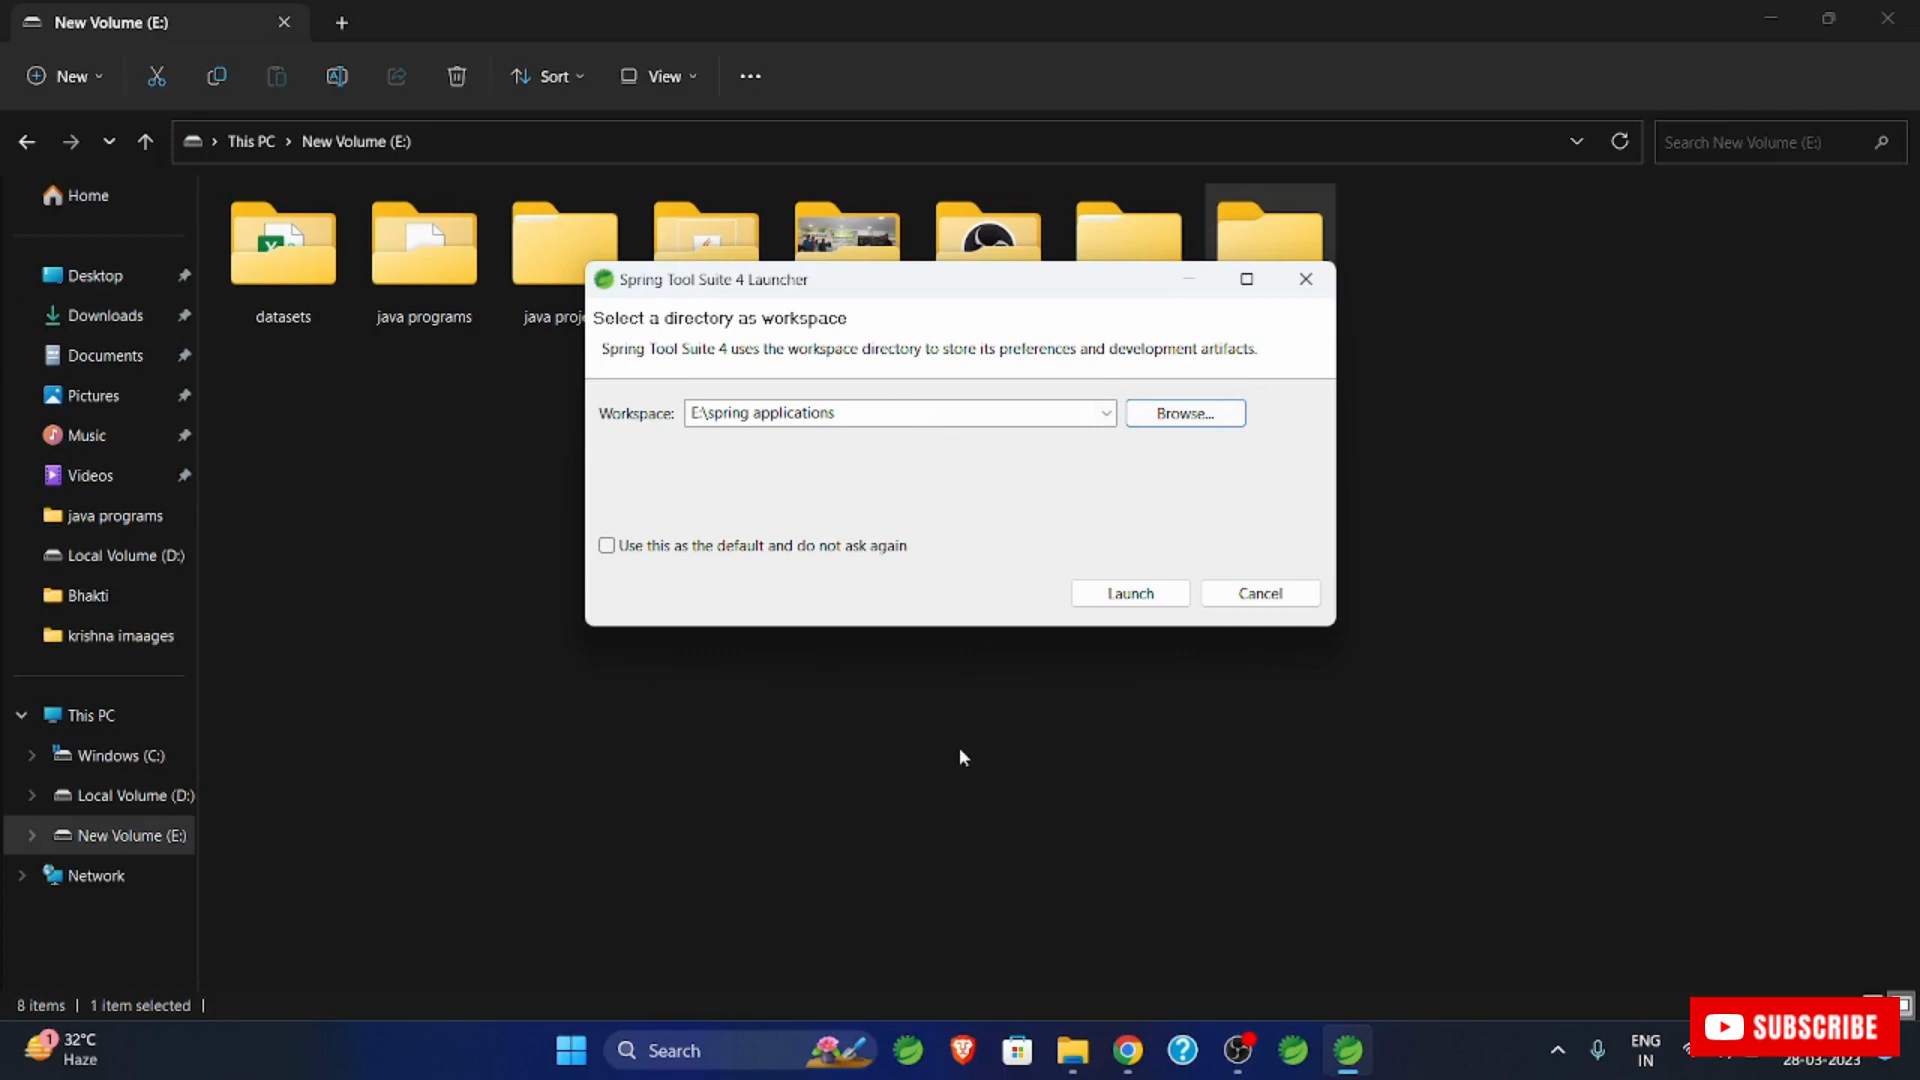 New Volume (E:)
New
Sort
View
This PC
New Volume (E:)
Search New Volume (E:)
Home
Desktop
Downloads
Documents
Pictures
Music
Videos
java programs
Local Volume (D:)
Bhakti
krishna imaages
This PC
Windows (C:)
Local Volume (D:)
New Volume (E:)
Network
datasets
java programs
java proje
Spring Tool Suite 4 Launcher
Select a directory as workspace
Spring Tool Suite 4 uses the workspace directory to store its preferences and development artifacts.
Workspace: E:\spring applications
Browse...
Use this as the default and do not ask again
Launch
Cancel
8 items
1 item selected
1
32°C
Haze
Search
ENG
IN
SUBSCRIBE
28-03-2023